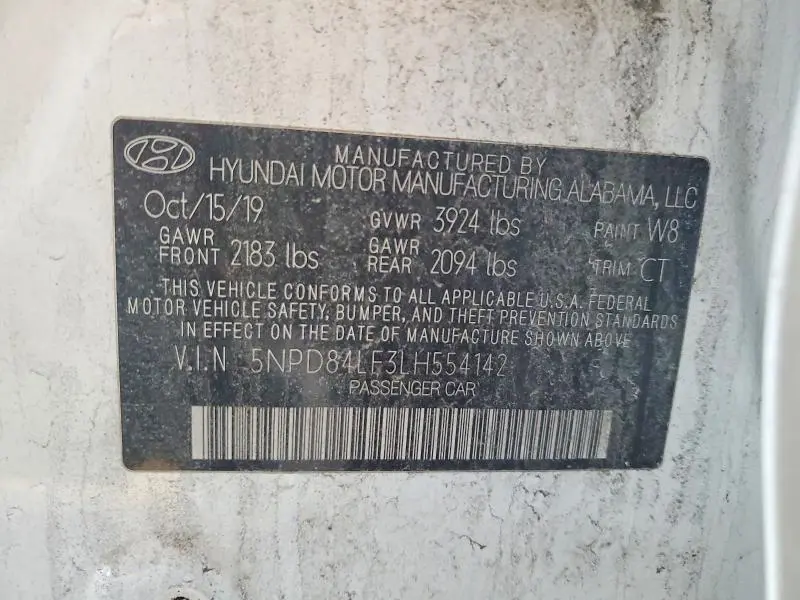 MANUFACTURED BY
HYUNDAI MOTOR MANUFACTURING ALABAMA, LLC
Oct/15/19 GVWR 3924 lbs PAINT W8
GAWR FRONT 2183 lbs GAWR REAR 2094 lbs TRIM CT
THIS VEHICLE CONFORMS TO ALL APPLICABLE U.S.A. FEDERAL
MOTOR VEHICLE SAFETY, BUMPER, AND THEFT PREVENTION STANDARDS
IN EFFECT ON THE DATE OF MANUFACTURE SHOWN ABOVE
V.I.N 5NPD84LF3LH554142
PASSENGER CAR